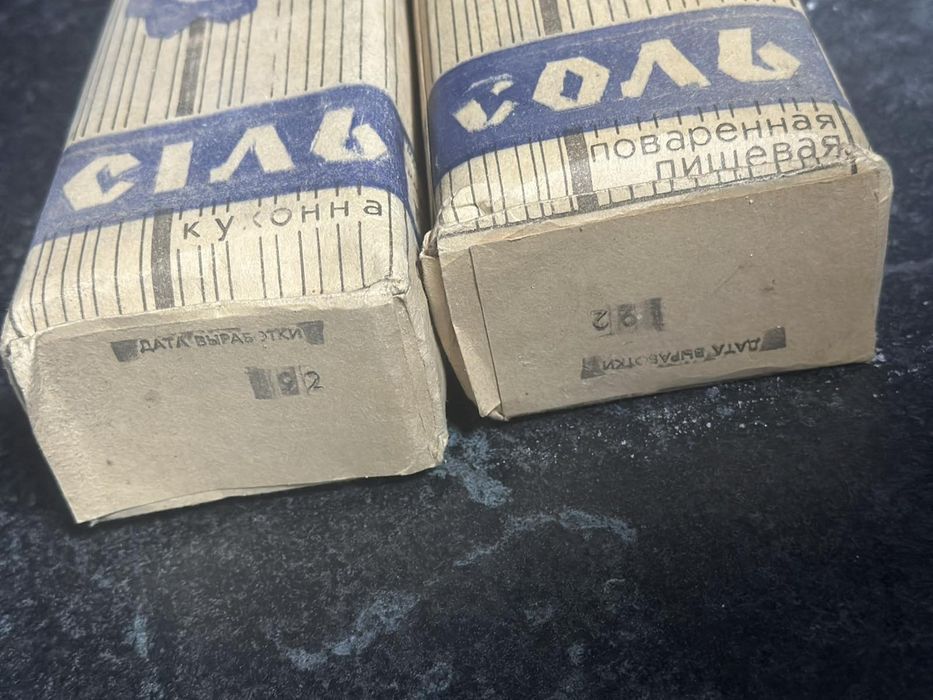 СІЛЬ
кухонна
ДАТА ВЫРАБОТКИ
92
СОЛЬ
поваренная
пищевая
92
ДАТА ВЫРАБОТКИ